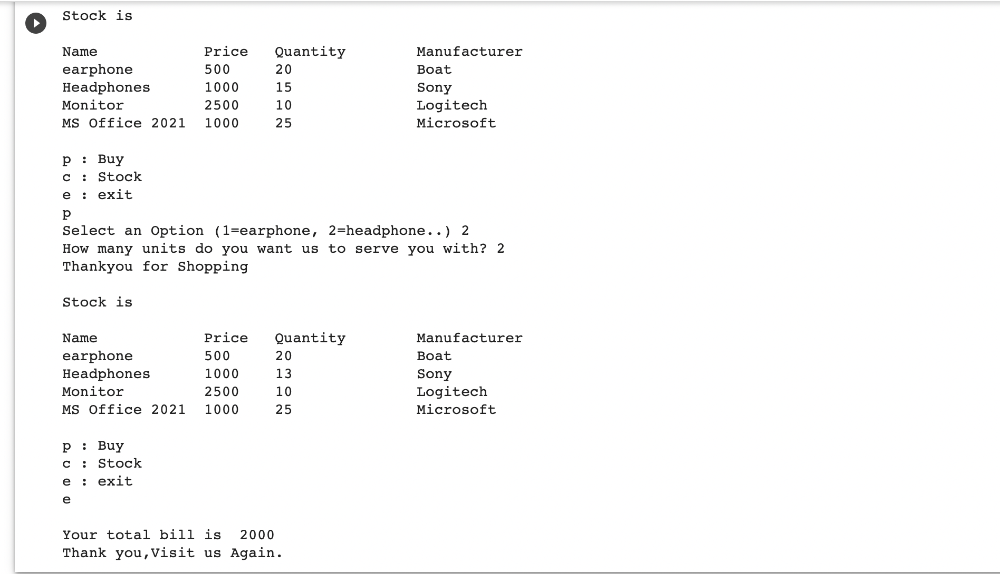 Stock is
Name Price Quantity Manufacturer
earphone 500 20 Boat
Headphones 1000 15 Sony
Monitor 2500 10 Logitech
MS Office 2021 1000 25 Microsoft
p : Buy
c : Stock
e : exit
p
Select an Option (1=earphone, 2=headphone..) 2
How many units do you want us to serve you with? 2
Thankyou for Shopping
Stock is
Name Price Quantity Manufacturer
earphone 500 20 Boat
Headphones 1000 13 Sony
Monitor 2500 10 Logitech
MS Office 2021 1000 25 Microsoft
p : Buy
c : Stock
e : exit
e
Your total bill is  2000
Thank you,Visit us Again.